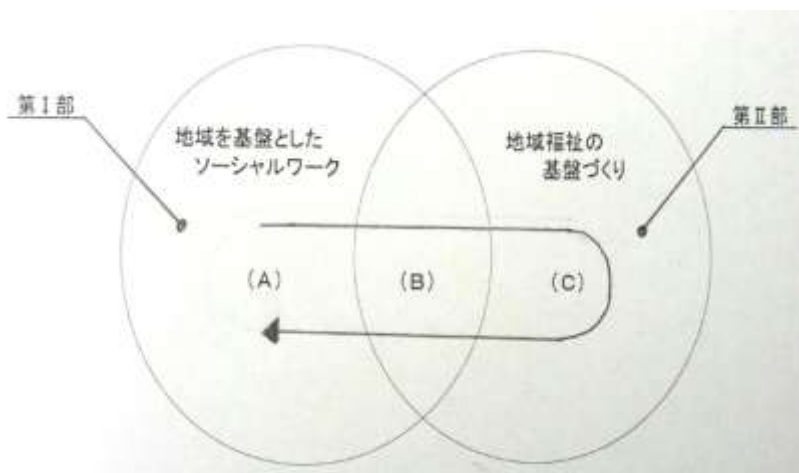 第Ⅰ部
地域を基盤とした
ソーシャルワーク
地域福祉の
基盤づくり
第Ⅱ部
(A)
(B)
(C)